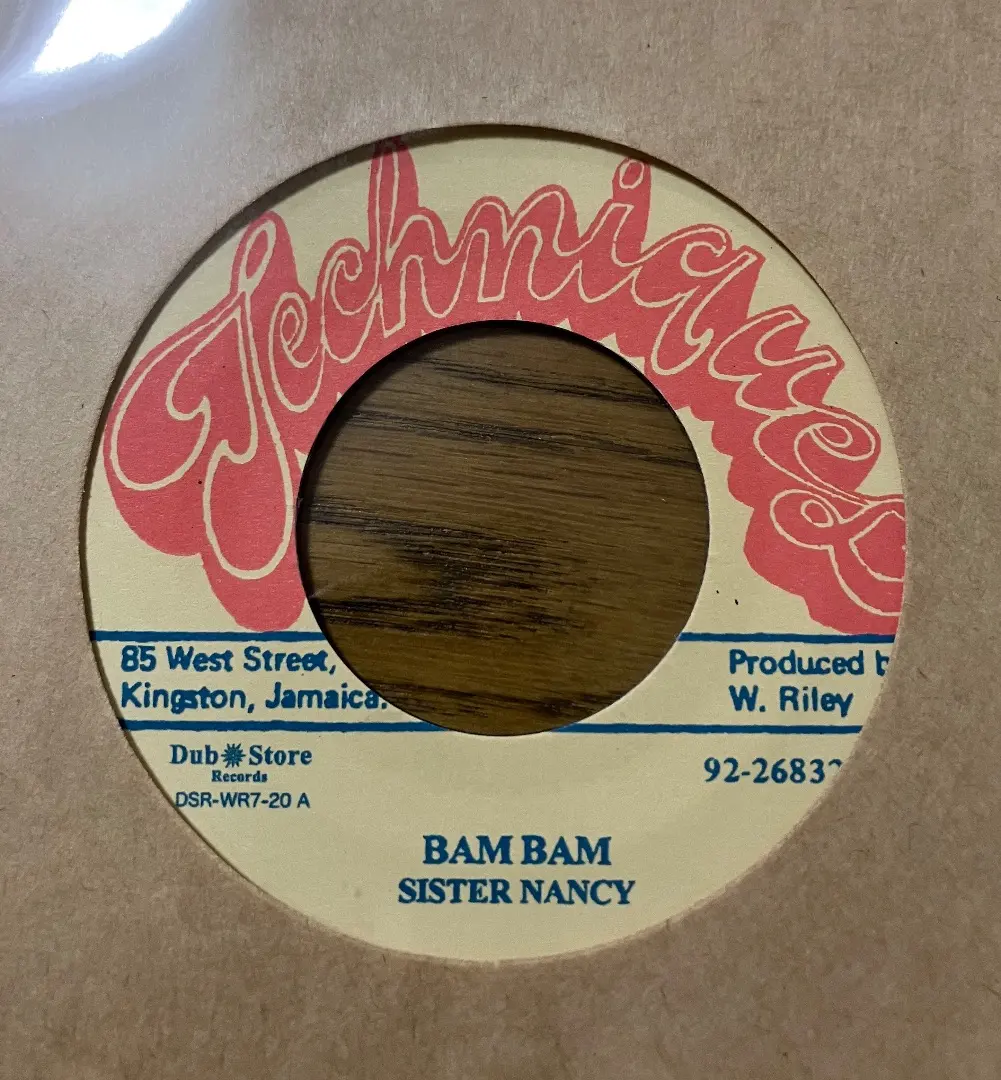 Techniques
85 West Street,
Kingston, Jamaica.
Produced
W. Riley
Dub Store
Records
DSR-WR7-20 A
92-2683
BAM BAM
SISTER NANCY